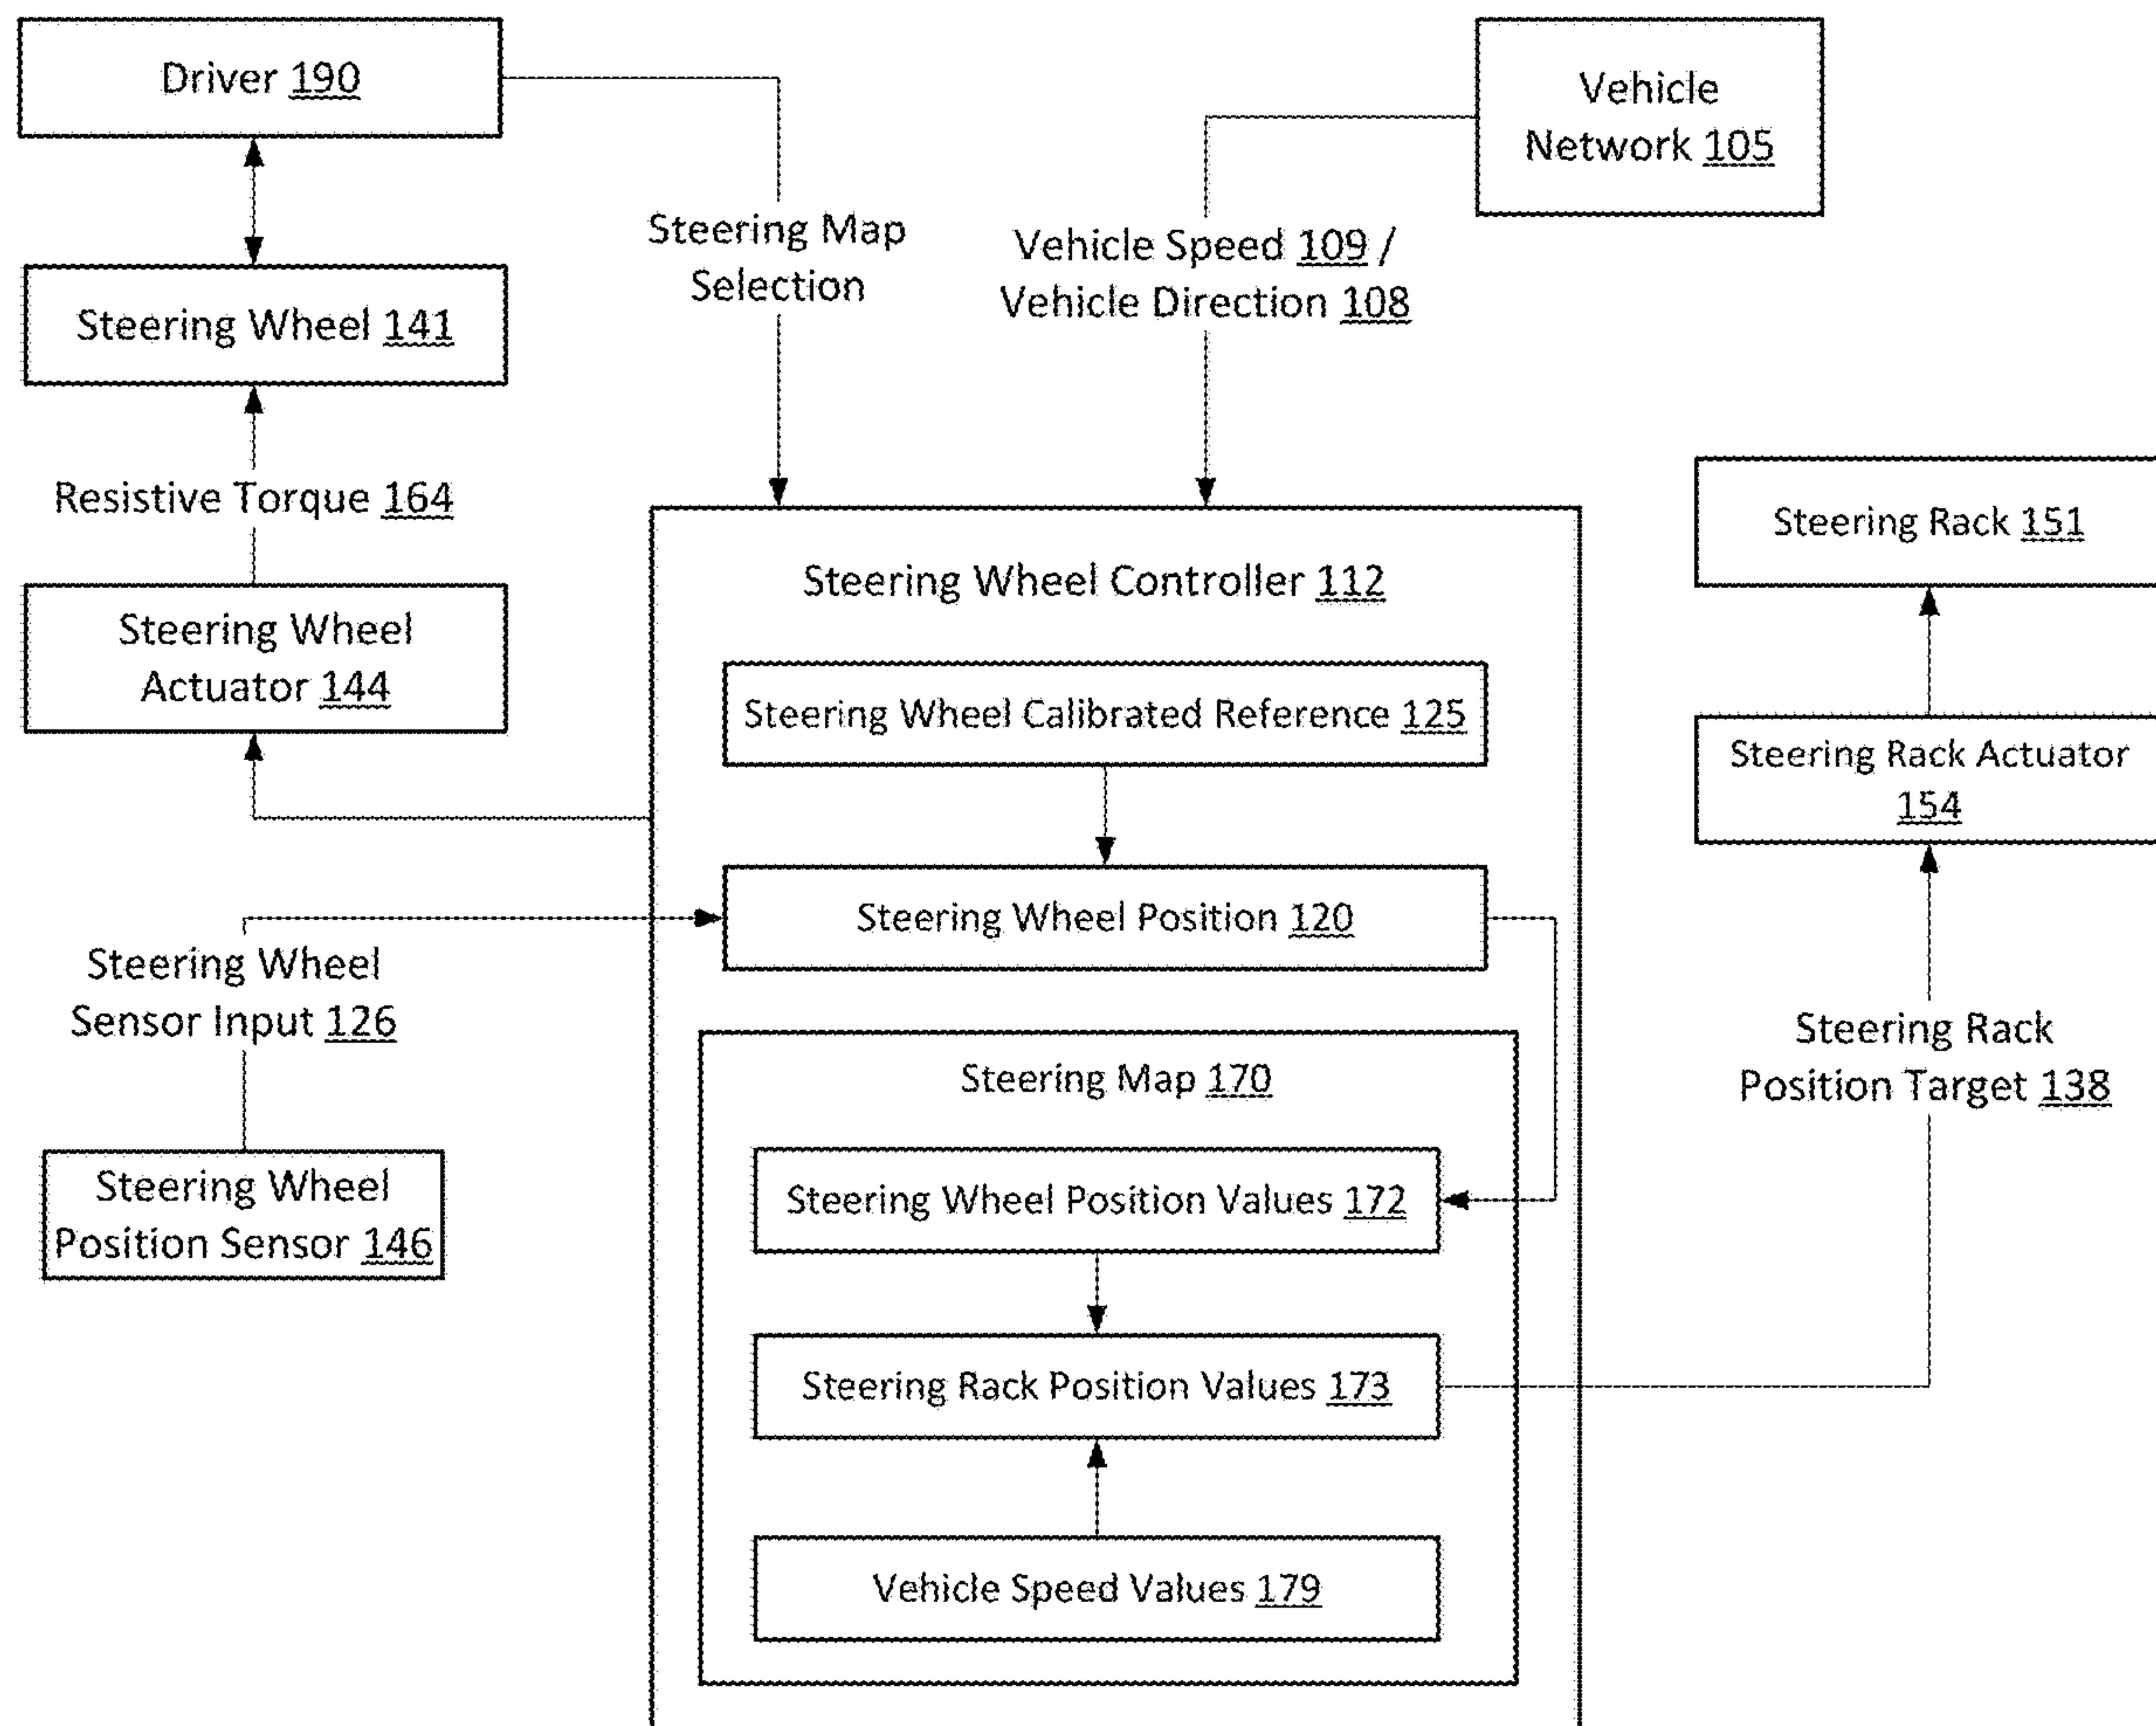 Driver 190
Vehicle
Network 105
Steering Map
Selection
Vehicle Speed 109 /
Vehicle Direction 108
Steering Wheel 141
Resistive Torque 164
Steering Wheel
Actuator 144
Steering Wheel Controller 112
Steering Wheel Calibrated Reference 125
Steering Wheel Position 120
Steering Rack 151
Steering Rack Actuator
154
Steering Wheel
Sensor Input 126
Steering Wheel
Position Sensor 146
Steering Map 170
Steering Wheel Position Values 172
Steering Rack Position Values 173
Vehicle Speed Values 179
Steering Rack
Position Target 138